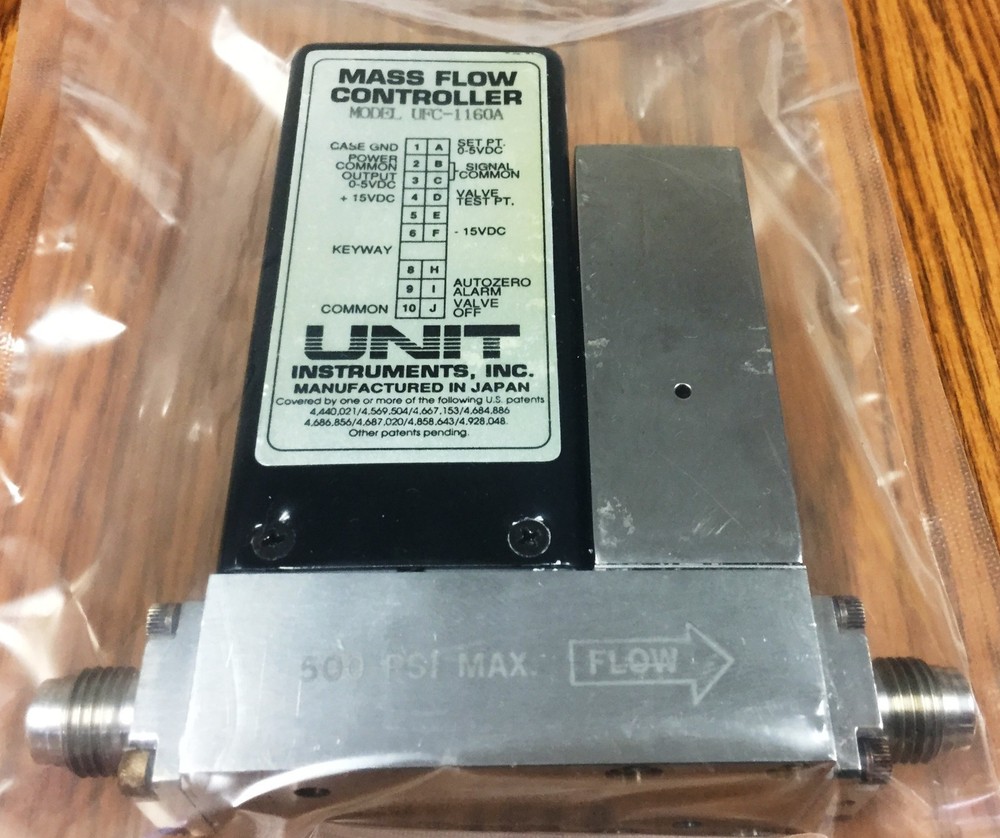 MASS FLOW
CONTROLLER
MODEL UFC-1160A
CASE GND 1 A SET PT. 0-5VDC
POWER COMMON 2 B SIGNAL COMMON
OUTPUT 0-5VDC 3 C
+ 15VDC 4 D VALVE TEST PT.
5 E
6 F - 15VDC
KEYWAY
8 H
9 I AUTOZERO ALARM
COMMON 10 J VALVE OFF
UNIT
INSTRUMENTS, INC.
MANUFACTURED IN JAPAN
Covered by one or more of the following U.S. patents
4,440,021/4,569,504/4,667,153/4,684,886
4,686,856/4,687,020/4,858,643/4,928,048.
Other patents pending.
500 PSI MAX. FLOW